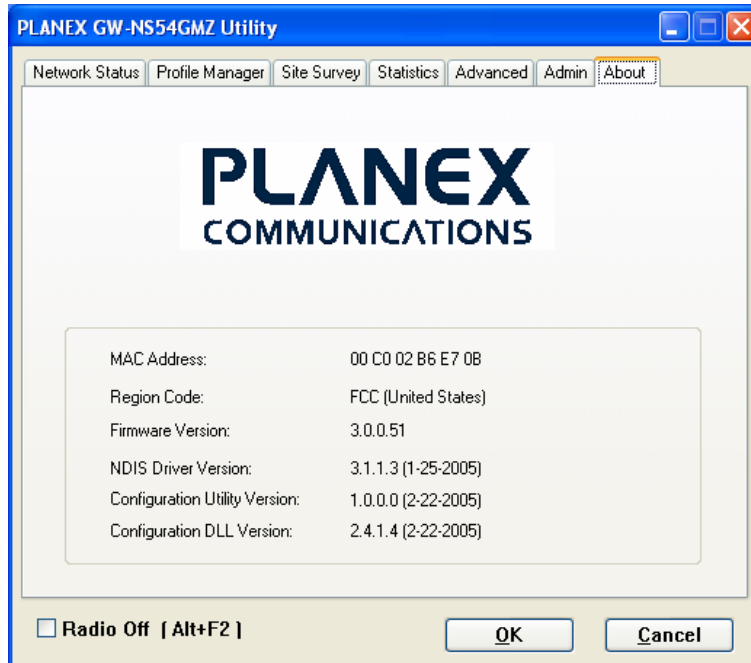 PLANEX GW-NS54GMZ Utility
Network Status Profile Manager Site Survey Statistics Advanced Admin About
PLANEX
COMMUNICATIONS
MAC Address: 00 C0 02 B6 E7 0B
Region Code: FCC (United States)
Firmware Version: 3.0.0.51
NDIS Driver Version: 3.1.1.3 (1-25-2005)
Configuration Utility Version: 1.0.0.0 (2-22-2005)
Configuration DLL Version: 2.4.1.4 (2-22-2005)
Radio Off ( Alt+F2 ) OK Cancel